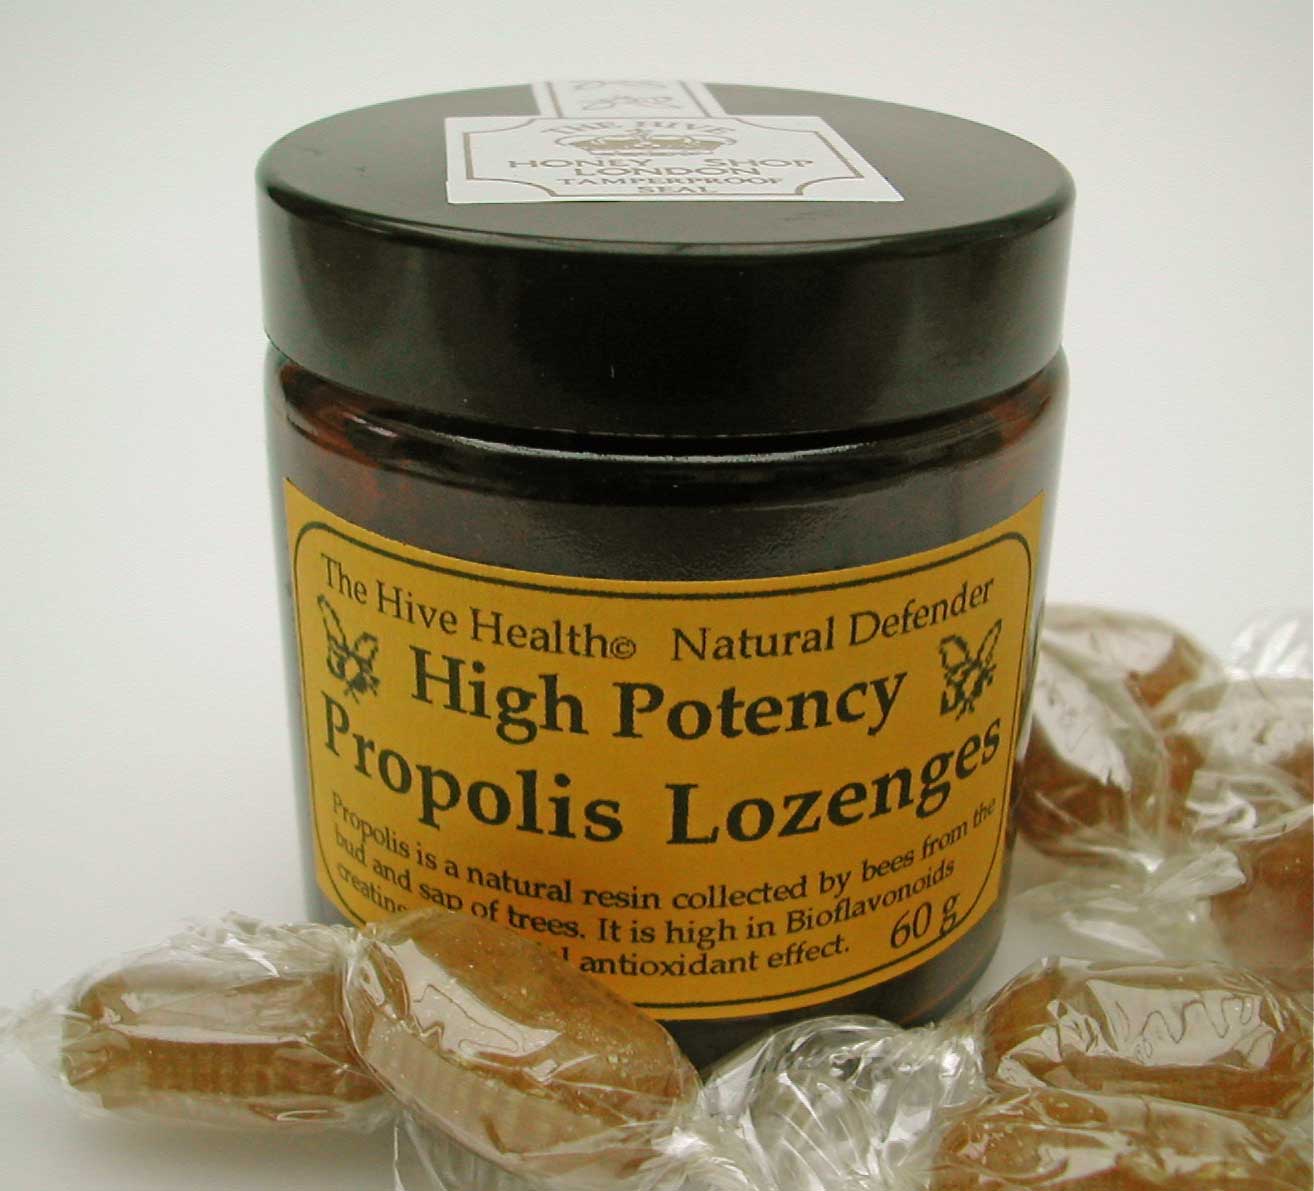 THE HIVE
HONEY SHOP
LONDON
TAMPERPROOF
SEAL
The Hive Health© Natural Defender
High Potency
Propolis Lozenges
Propolis is a natural resin collected by bees from the
bud and sap of trees. It is high in Bioflavonoids
creating antioxidant effect.
60 g